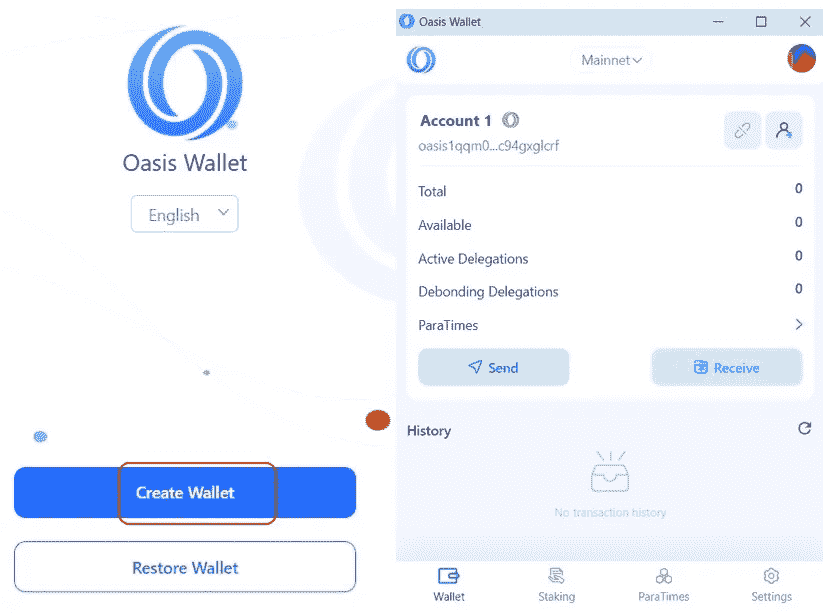 Oasis Wallet
English
Create Wallet
Restore Wallet
Oasis Wallet
Mainnet
Account 1
oasis1qqm0...c94gxglcrf
Total 0
Available 0
Active Delegations 0
Debonding Delegations 0
ParaTimes
Send Receive
History
No transaction history
Wallet Staking ParaTimes Settings